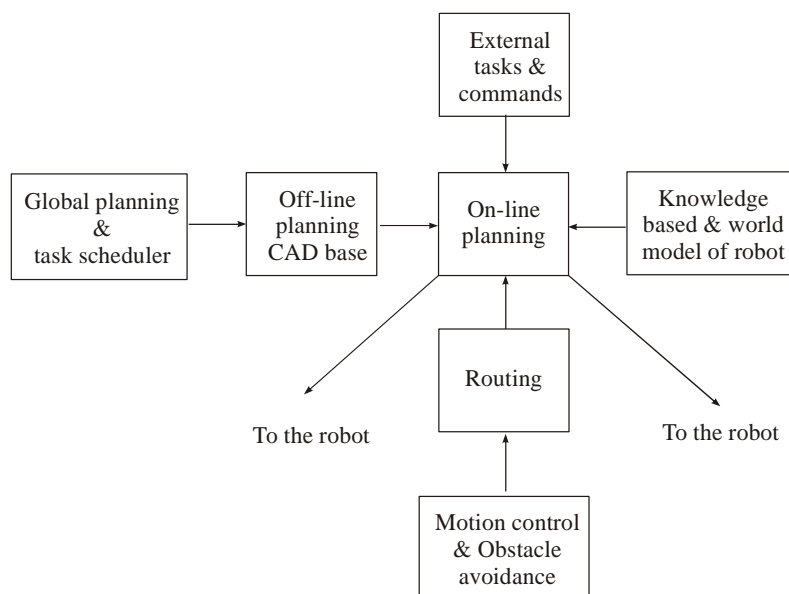 External
tasks &
commands
Global planning
&
task scheduler
Off-line
planning
CAD base
On-line
planning
Knowledge
based & world
model of robot
Routing
To the robot
To the robot
Motion control
& Obstacle
avoidance